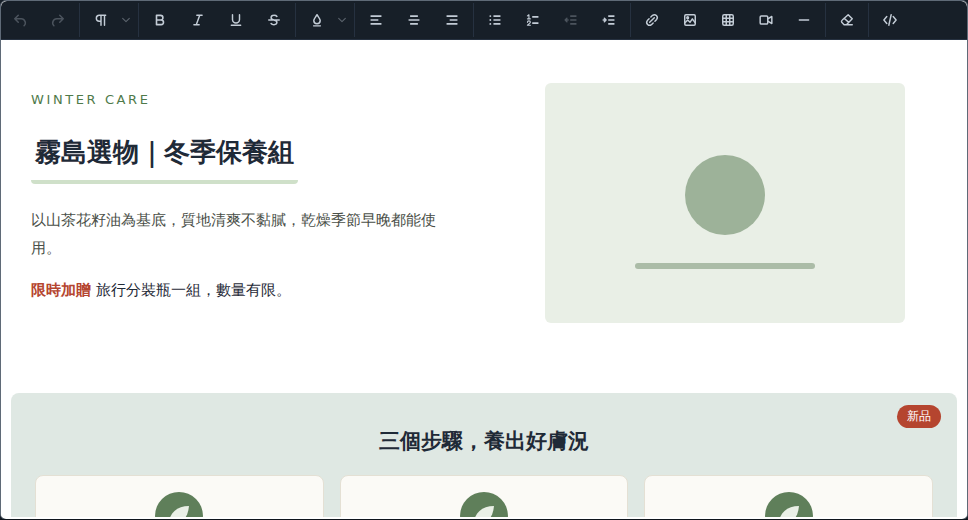 WINTER CARE
霧島選物 | 冬季保養組
以山茶花籽油為基底，質地清爽不黏膩，乾燥季節早晚都能使
用。
限時加贈 旅行分裝瓶一組，數量有限。
新品
三個步驟，養出好膚況